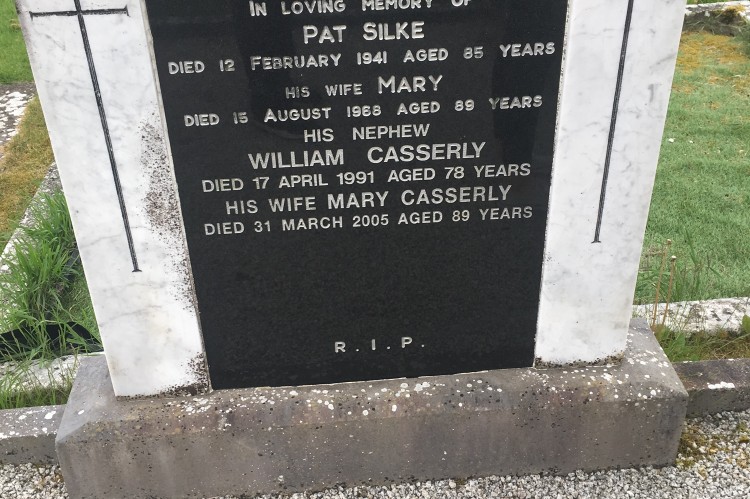 IN LOVING MEMORY OF
PAT SILKE
DIED 12 FEBRUARY 1941 AGED 85 YEARS
HIS WIFE MARY
DIED 15 AUGUST 1968 AGED 89 YEARS
HIS NEPHEW
WILLIAM CASSERLY
DIED 17 APRIL 1991 AGED 78 YEARS
HIS WIFE MARY CASSERLY
DIED 31 MARCH 2005 AGED 89 YEARS
R.I.P.